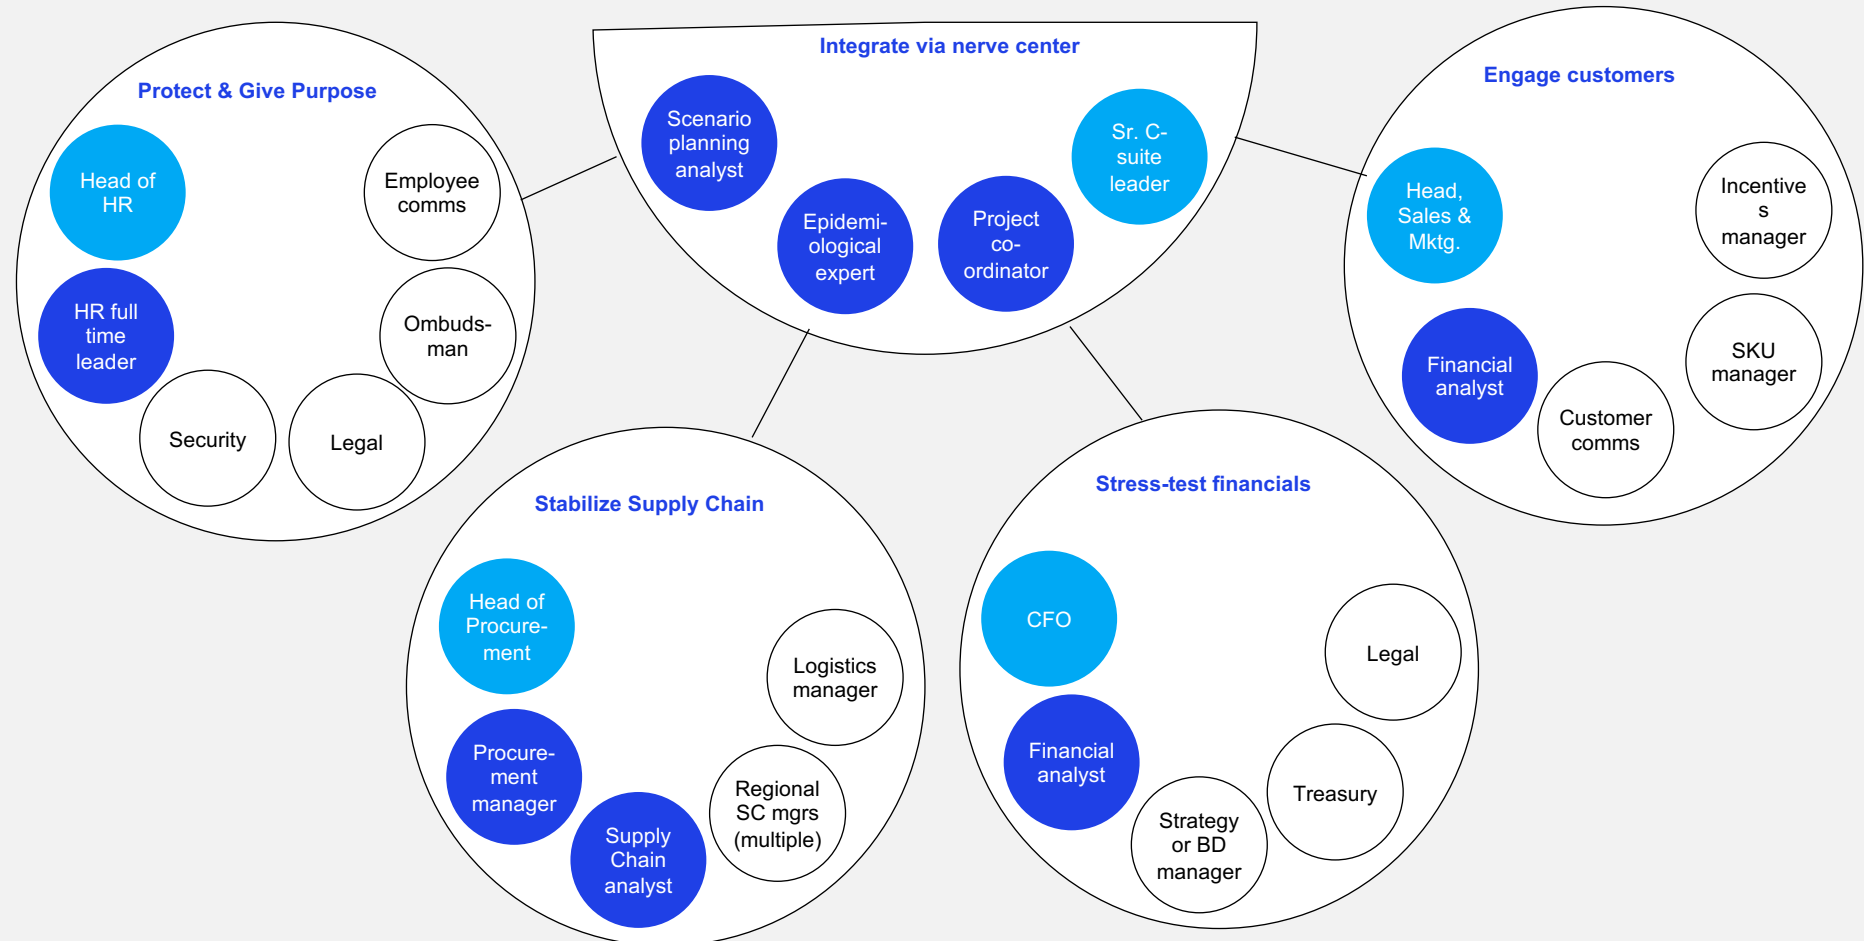 Protect & Give Purpose
Head of
HR
Employee
comms
HR full
time
leader
Ombuds-
man
Security
Legal
Integrate via nerve center
Scenario
planning
analyst
Epidemi-
ological
expert
Project
co-
ordinator
Sr. C-
suite
leader
Engage customers
Head,
Sales &
Mktg.
Incentive
s
manager
Financial
analyst
SKU
manager
Customer
comms
Stabilize Supply Chain
Head of
Procure-
ment
Logistics
manager
Procure-
ment
manager
Regional
SC mgrs
(multiple)
Supply
Chain
analyst
Stress-test financials
CFO
Legal
Financial
analyst
Treasury
Strategy
or BD
manager